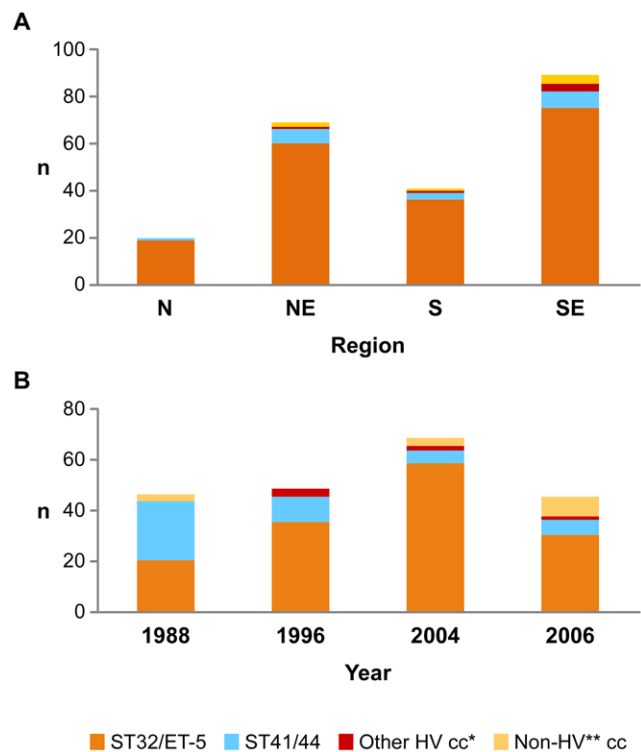 A
100
80
60
n
40
20
0
N NE S SE
Region
B
80
60
n
40
20
0
1988 1996 2004 2006
Year
ST32/ET-5 ST41/44 Other HV cc* Non-HV** cc